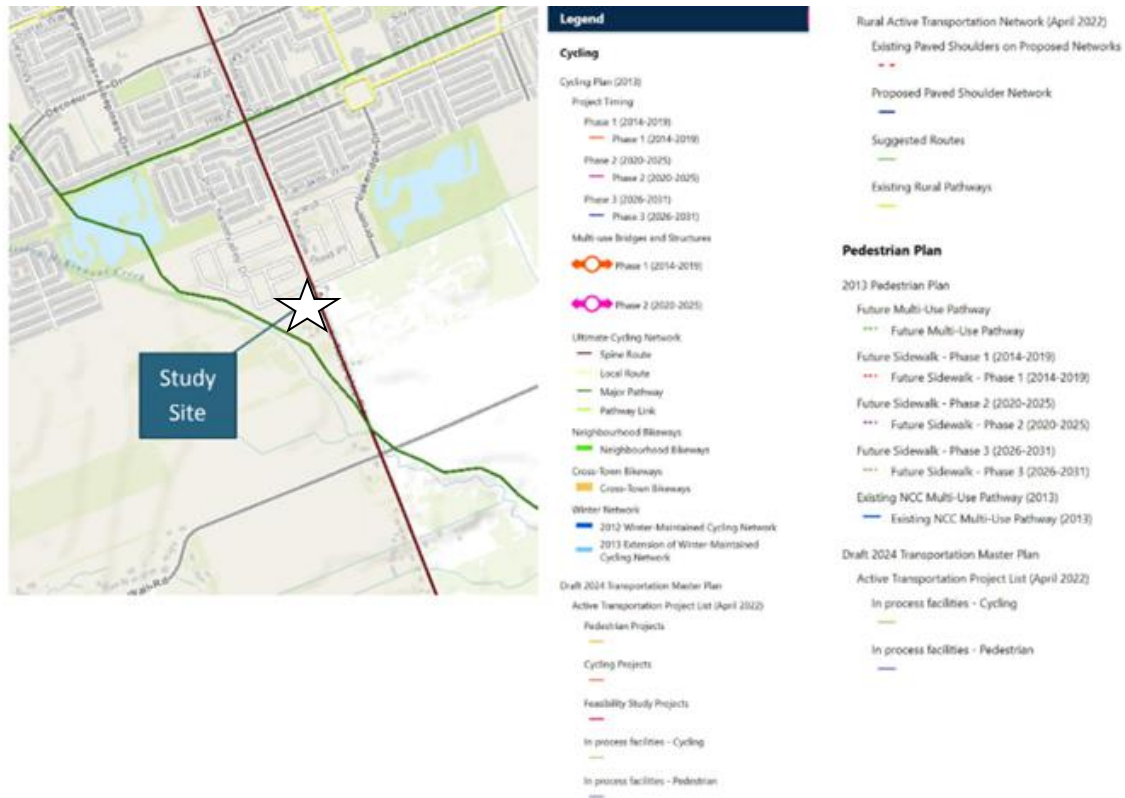 Decoeur Dr
McKinnons Creek
Study
Site
Wall Rd
Legend
Cycling
Cycling Plan (2013)
Project Timing
Phase 1 (2014-2019)
Phase 1 (2014-2019)
Phase 2 (2020-2025)
Phase 2 (2020-2025)
Phase 3 (2026-2031)
Phase 3 (2026-2031)
Multi-use Bridges and Structures
Phase 1 (2014-2019)
Phase 2 (2020-2025)
Ultimate Cycling Network
Spine Route
Local Route
Major Pathway
Pathway Link
Neighbourhood Bikeways
Neighbourhood Bikeways
Cross-Town Bikeways
Cross-Town Bikeways
Winter Network
2012 Winter-Maintained Cycling Network
2013 Extension of Winter-Maintained
Cycling Network
Draft 2024 Transportation Master Plan
Active Transportation Project List (April 2022)
Pedestrian Projects
Cycling Projects
Feasibility Study Projects
In process facilities - Cycling
In process facilities - Pedestrian
Rural Active Transportation Network (April 2022)
Existing Paved Shoulders on Proposed Networks
Proposed Paved Shoulder Network
Suggested Routes
Existing Rural Pathways
Pedestrian Plan
2013 Pedestrian Plan
Future Multi-Use Pathway
Future Multi-Use Pathway
Future Sidewalk - Phase 1 (2014-2019)
Future Sidewalk - Phase 1 (2014-2019)
Future Sidewalk - Phase 2 (2020-2025)
Future Sidewalk - Phase 2 (2020-2025)
Future Sidewalk - Phase 3 (2026-2031)
Future Sidewalk - Phase 3 (2026-2031)
Existing NCC Multi-Use Pathway (2013)
Existing NCC Multi-Use Pathway (2013)
Draft 2024 Transportation Master Plan
Active Transportation Project List (April 2022)
In process facilities - Cycling
In process facilities - Pedestrian